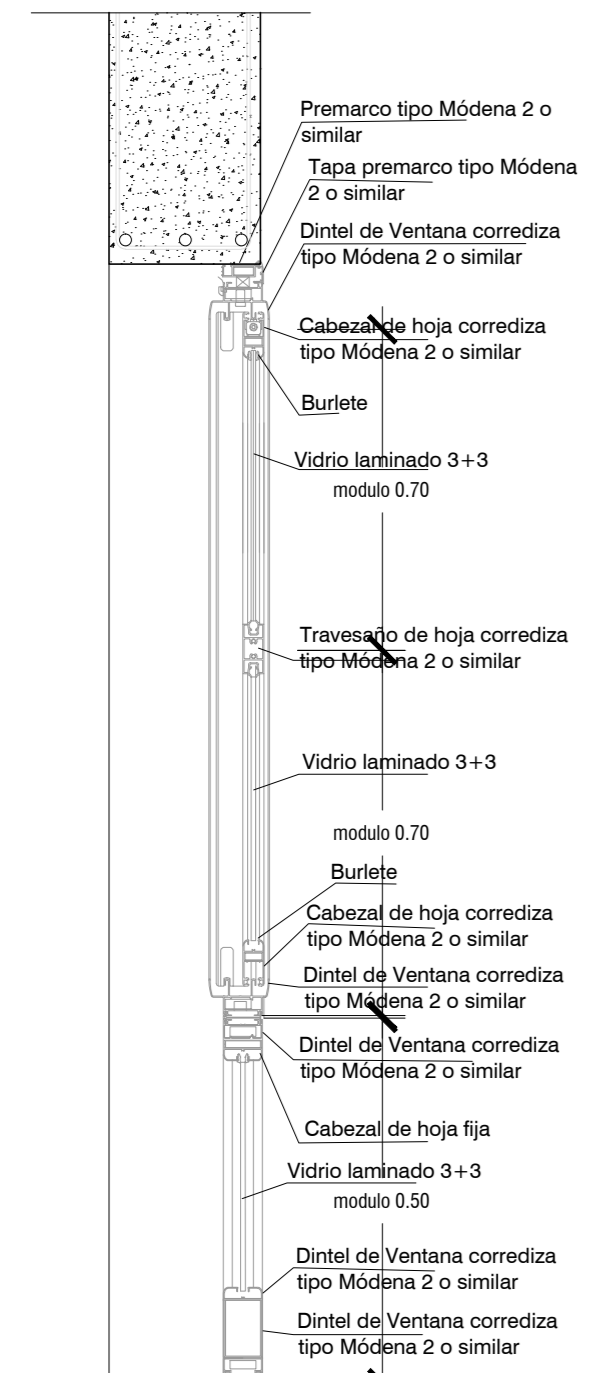 Premarco tipo Módena 2 o
similar
Tapa premarco tipo Módena
2 o similar
Dintel de Ventana corrediza
tipo Módena 2 o similar
Cabezal de hoja corrediza
tipo Módena 2 o similar
Burlete
Vidrio laminado 3+3
modulo 0.70
Travesaño de hoja corrediza
tipo Módena 2 o similar
Vidrio laminado 3+3
modulo 0.70
Burlete
Cabezal de hoja corrediza
tipo Módena 2 o similar
Dintel de Ventana corrediza
tipo Módena 2 o similar
Dintel de Ventana corrediza
tipo Módena 2 o similar
Cabezal de hoja fija
Vidrio laminado 3+3
modulo 0.50
Dintel de Ventana corrediza
tipo Módena 2 o similar
Dintel de Ventana corrediza
tipo Módena 2 o similar